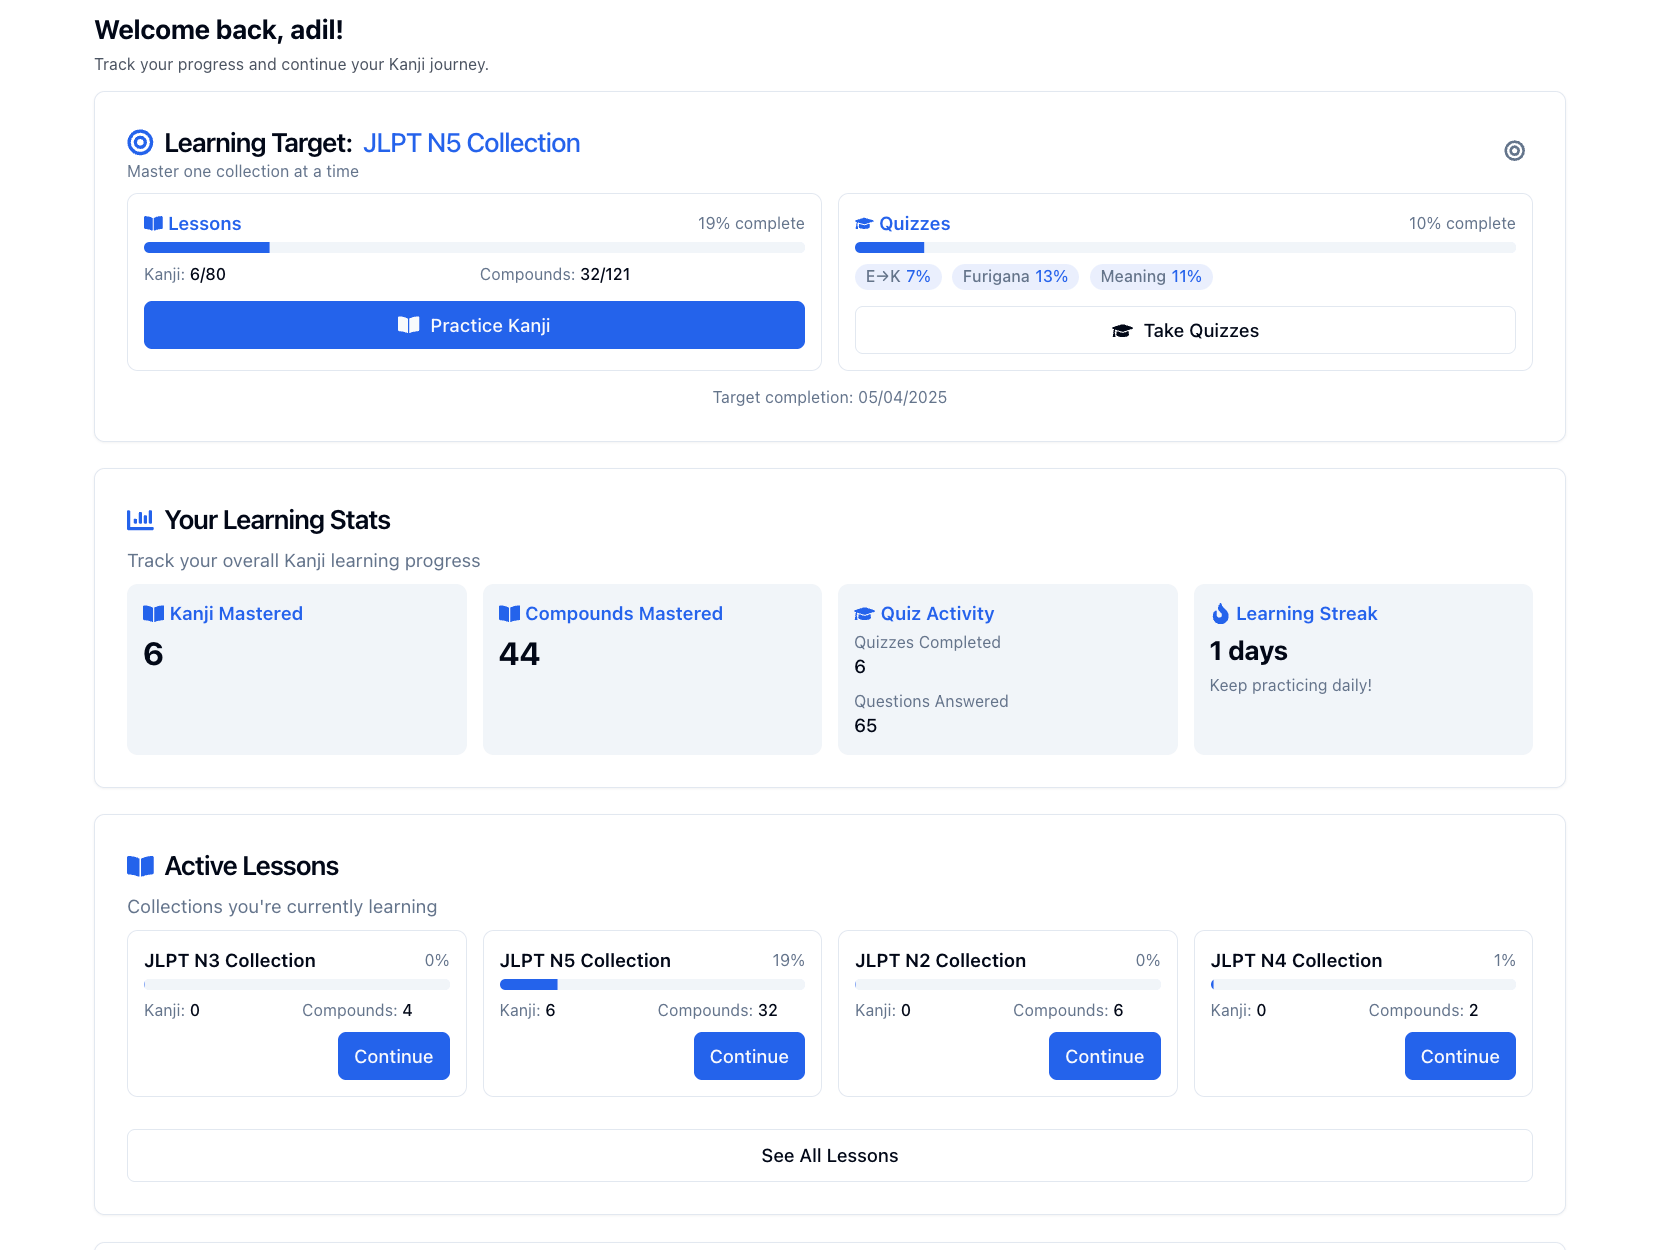 Welcome back, adil!
Track your progress and continue your Kanji journey.
Learning Target: JLPT N5 Collection
Master one collection at a time
Lessons 19% complete
Kanji: 6/80 Compounds: 32/121
Practice Kanji
Quizzes 10% complete
E→K 7% Furigana 13% Meaning 11%
Take Quizzes
Target completion: 05/04/2025
Your Learning Stats
Track your overall Kanji learning progress
Kanji Mastered
6
Compounds Mastered
44
Quiz Activity
Quizzes Completed
6
Questions Answered
65
Learning Streak
1 days
Keep practicing daily!
Active Lessons
Collections you're currently learning
JLPT N3 Collection 0%
Kanji: 0 Compounds: 4
Continue
JLPT N5 Collection 19%
Kanji: 6 Compounds: 32
Continue
JLPT N2 Collection 0%
Kanji: 0 Compounds: 6
Continue
JLPT N4 Collection 1%
Kanji: 0 Compounds: 2
Continue
See All Lessons